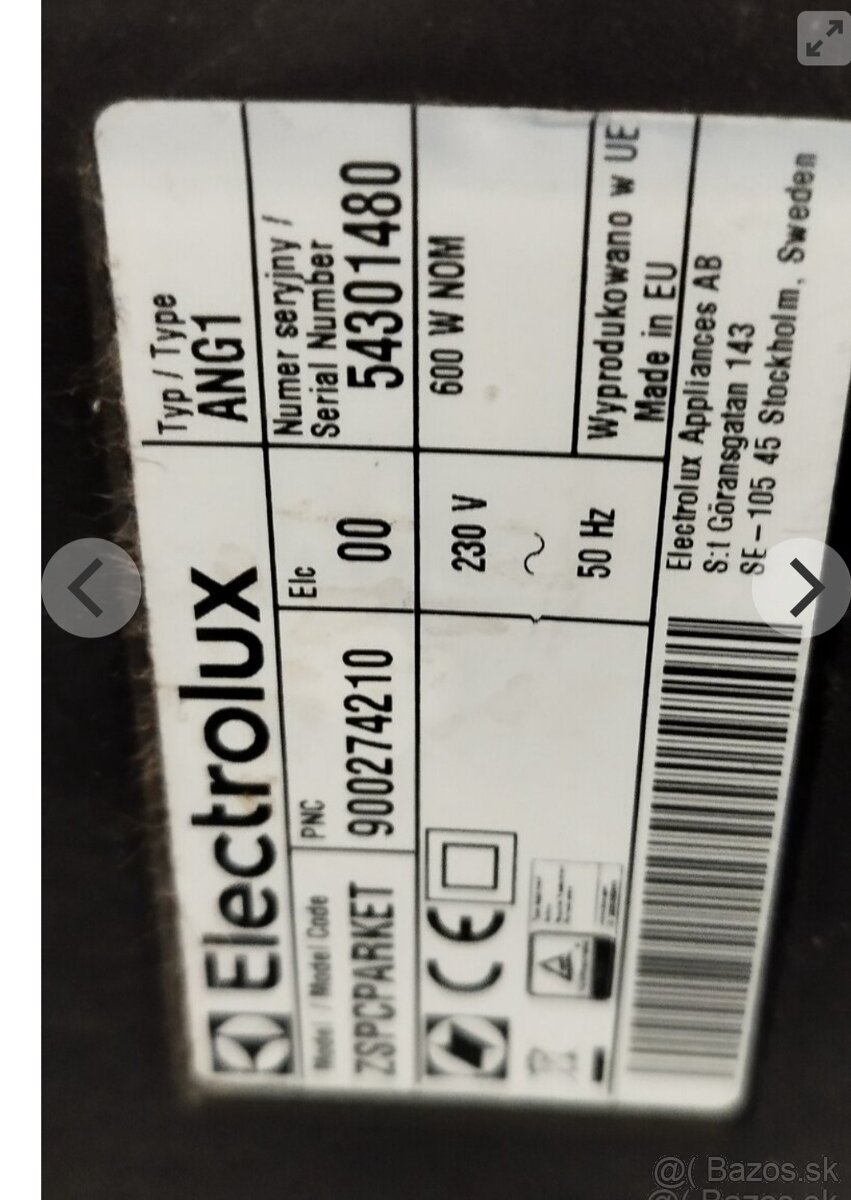 Electrolux
Typ / Type
ANG1
Model / Model Code
ZSPCPARKET
PNC
900274210
Elc
00
Numer seryjny /
Serial Number
54301480
CE
230 V
~
50 Hz
600 W NOM
Wyprodukowano w UE
Made in EU
Electrolux Appliances AB
S:t Göransgatan 143
SE-105 45 Stockholm, Sweden
Bazos.sk